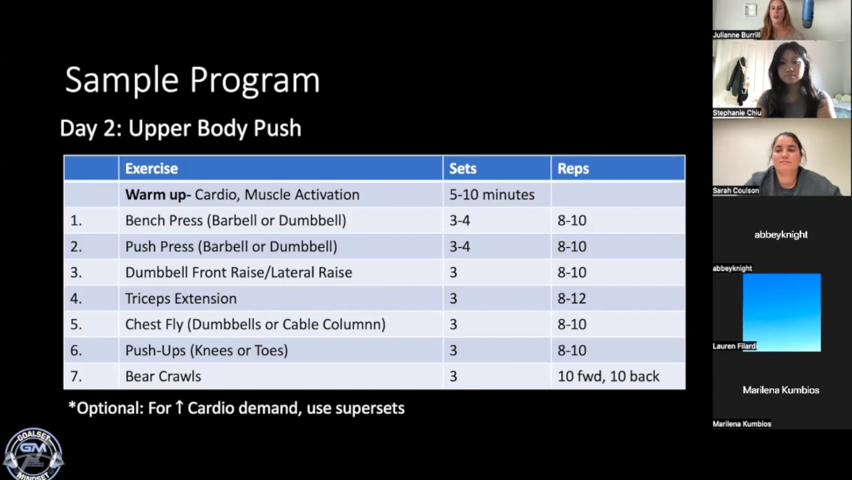 Sample Program
Day 2: Upper Body Push
Exercise Sets Reps
Warm up- Cardio, Muscle Activation 5-10 minutes
1. Bench Press (Barbell or Dumbbell) 3-4 8-10
2. Push Press (Barbell or Dumbbell) 3-4 8-10
3. Dumbbell Front Raise/Lateral Raise 3 8-10
4. Triceps Extension 3 8-12
5. Chest Fly (Dumbbells or Cable Columnn) 3 8-10
6. Push-Ups (Knees or Toes) 3 8-10
7. Bear Crawls 3 10 fwd, 10 back
*Optional: For ↑ Cardio demand, use supersets
GOALSET
GM
MINDSET
Julianne Burrill
Stephanie Chiu
Sarah Coulson
abbeyknight
abbeyknight
Lauren Filardi
Marilena Kumbios
Marilena Kumbios